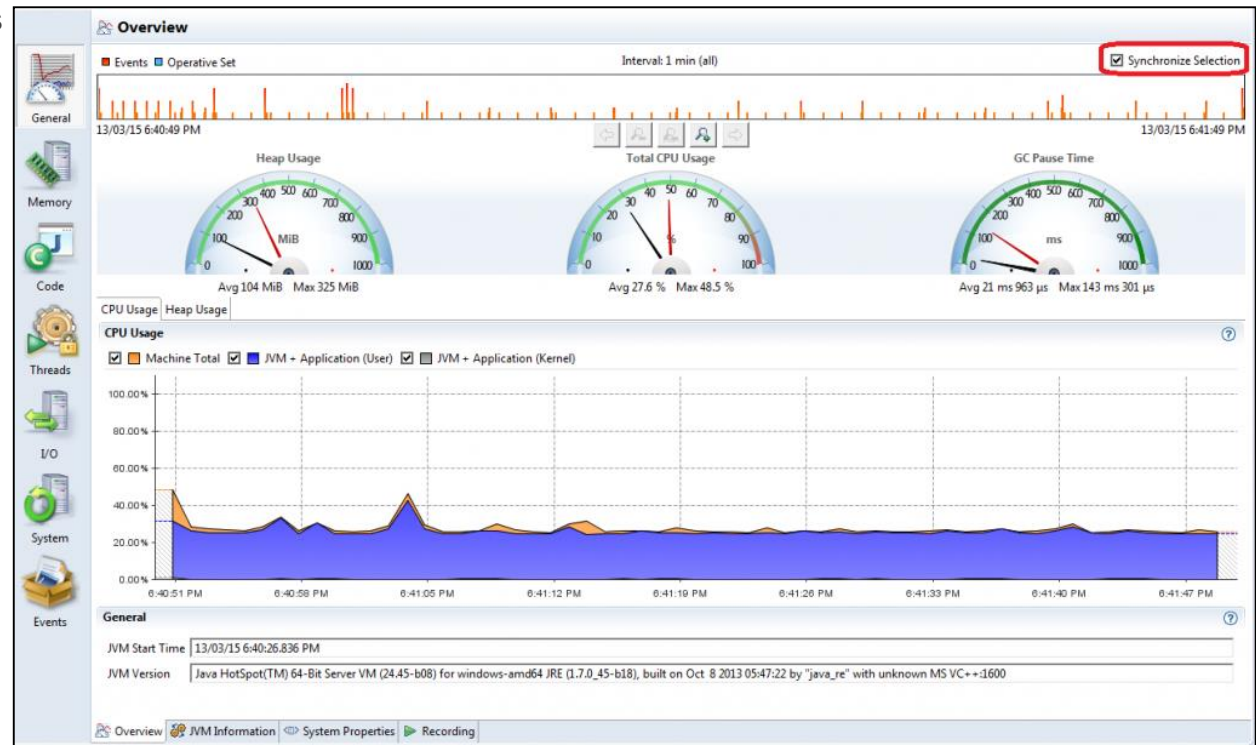 s
Overview
Events Operative Set Interval: 1 min (all) Synchronize Selection
13/03/15 6:40:49 PM 13/03/15 6:41:49 PM
General
Memory
Code
Threads
I/O
System
Events
Heap Usage
0 100 200 300 400 500 600 700 800 900 1000
MiB
Avg 104 MiB Max 325 MiB
Total CPU Usage
0 10 20 30 40 50 60 70 80 90 100
%
Avg 27.6 % Max 48.5 %
GC Pause Time
0 100 200 300 400 500 600 700 800 900 1000
ms
Avg 21 ms 963 µs Max 143 ms 301 µs
CPU Usage Heap Usage
CPU Usage ?
Machine Total JVM + Application (User) JVM + Application (Kernel)
100.00%
80.00%
60.00%
40.00%
20.00%
0.00%
6:40:51 PM 6:40:58 PM 6:41:05 PM 6:41:12 PM 6:41:19 PM 6:41:26 PM 6:41:33 PM 6:41:40 PM 6:41:47 PM
General ?
JVM Start Time 13/03/15 6:40:26.836 PM
JVM Version Java HotSpot(TM) 64-Bit Server VM (24.45-b08) for windows-amd64 JRE (1.7.0_45-b18), built on Oct 8 2013 05:47:22 by "java_re" with unknown MS VC++:1600
Overview JVM Information System Properties Recording